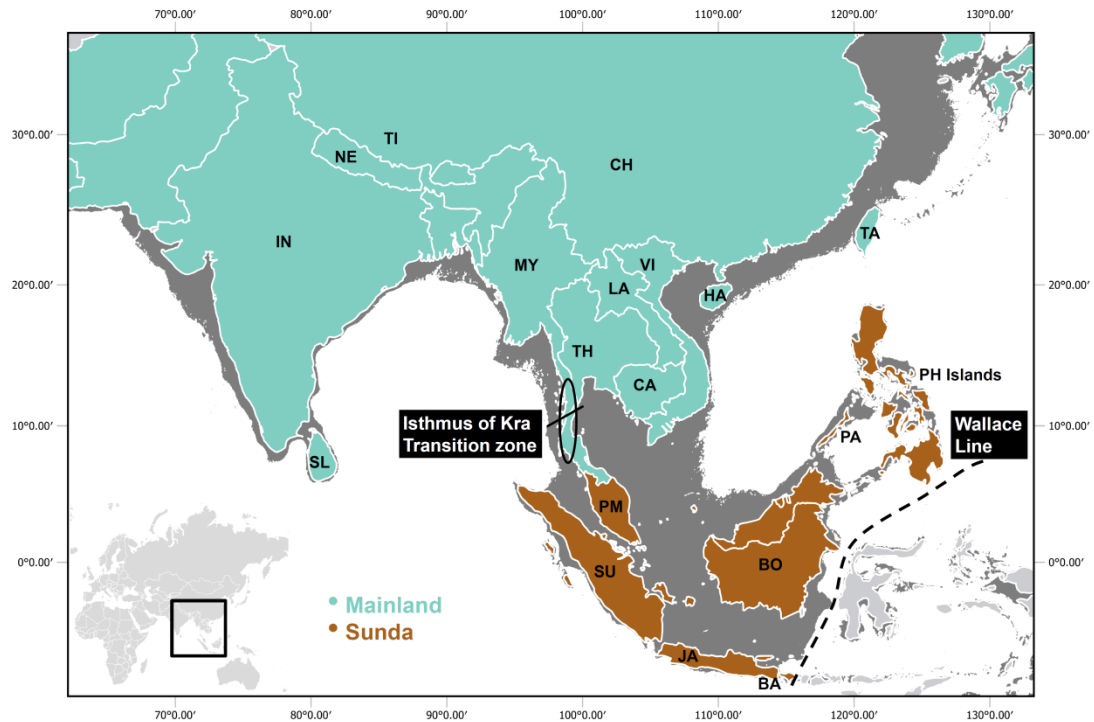 70°0.00′ 80°0.00′ 90°0.00′ 100°0.00′ 110°0.00′ 120°0.00′ 130°0.00′
30°0.00′ 30°0.00′
TI
NE
CH
TA
IN
MY
VI
LA
HA
20°0.00′ 20°0.00′
TH
CA
PH Islands
Isthmus of Kra
Transition zone
Wallace
Line
10°0.00′ 10°0.00′
PA
SL
PM
SU
BO
0°0.00′ 0°0.00′
Mainland
Sunda
JA
BA
70°0.00′ 80°0.00′ 90°0.00′ 100°0.00′ 110°0.00′ 120°0.00′ 130°0.00′